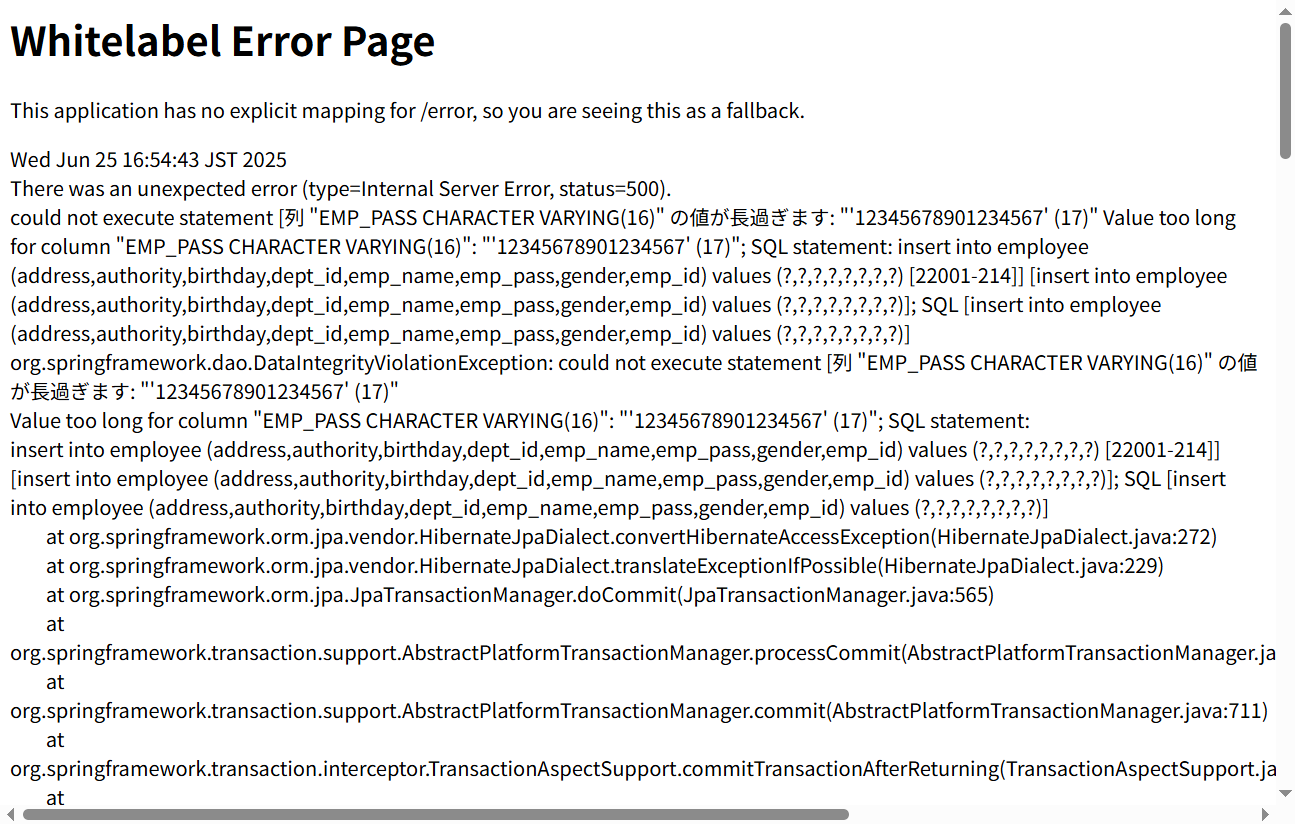 Whitelabel Error Page
This application has no explicit mapping for /error, so you are seeing this as a fallback.
Wed Jun 25 16:54:43 JST 2025
There was an unexpected error (type=Internal Server Error, status=500).
could not execute statement [列 "EMP_PASS CHARACTER VARYING(16)" の値が長過ぎます: "'12345678901234567' (17)" Value too long
for column "EMP_PASS CHARACTER VARYING(16)": "'12345678901234567' (17)"; SQL statement: insert into employee
(address,authority,birthday,dept_id,emp_name,emp_pass,gender,emp_id) values (?,?,?,?,?,?,?,?) [22001-214]] [insert into employee
(address,authority,birthday,dept_id,emp_name,emp_pass,gender,emp_id) values (?,?,?,?,?,?,?,?)]; SQL [insert into employee
(address,authority,birthday,dept_id,emp_name,emp_pass,gender,emp_id) values (?,?,?,?,?,?,?,?)]
org.springframework.dao.DataIntegrityViolationException: could not execute statement [列 "EMP_PASS CHARACTER VARYING(16)" の値
が長過ぎます: "'12345678901234567' (17)"
Value too long for column "EMP_PASS CHARACTER VARYING(16)": "'12345678901234567' (17)"; SQL statement:
insert into employee (address,authority,birthday,dept_id,emp_name,emp_pass,gender,emp_id) values (?,?,?,?,?,?,?,?) [22001-214]]
[insert into employee (address,authority,birthday,dept_id,emp_name,emp_pass,gender,emp_id) values (?,?,?,?,?,?,?,?)]; SQL [insert
into employee (address,authority,birthday,dept_id,emp_name,emp_pass,gender,emp_id) values (?,?,?,?,?,?,?,?)]
at org.springframework.orm.jpa.vendor.HibernateJpaDialect.convertHibernateAccessException(HibernateJpaDialect.java:272)
at org.springframework.orm.jpa.vendor.HibernateJpaDialect.translateExceptionIfPossible(HibernateJpaDialect.java:229)
at org.springframework.orm.jpa.JpaTransactionManager.doCommit(JpaTransactionManager.java:565)
at
org.springframework.transaction.support.AbstractPlatformTransactionManager.processCommit(AbstractPlatformTransactionManager.ja
at
org.springframework.transaction.support.AbstractPlatformTransactionManager.commit(AbstractPlatformTransactionManager.java:711)
at
org.springframework.transaction.interceptor.TransactionAspectSupport.commitTransactionAfterReturning(TransactionAspectSupport.ja
at